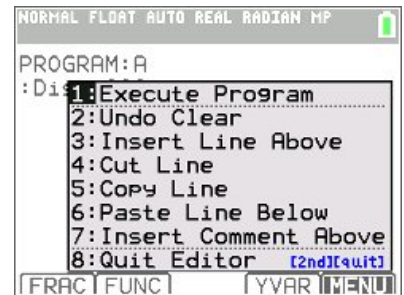 NORMAL FLOAT AUTO REAL RADIAN MP
PROGRAM:A
:Dis
1:Execute Program
2:Undo Clear
3:Insert Line Above
4:Cut Line
5:Copy Line
6:Paste Line Below
7:Insert Comment Above
8:Quit Editor [2nd][quit]
FRAC FUNC YVAR MENU